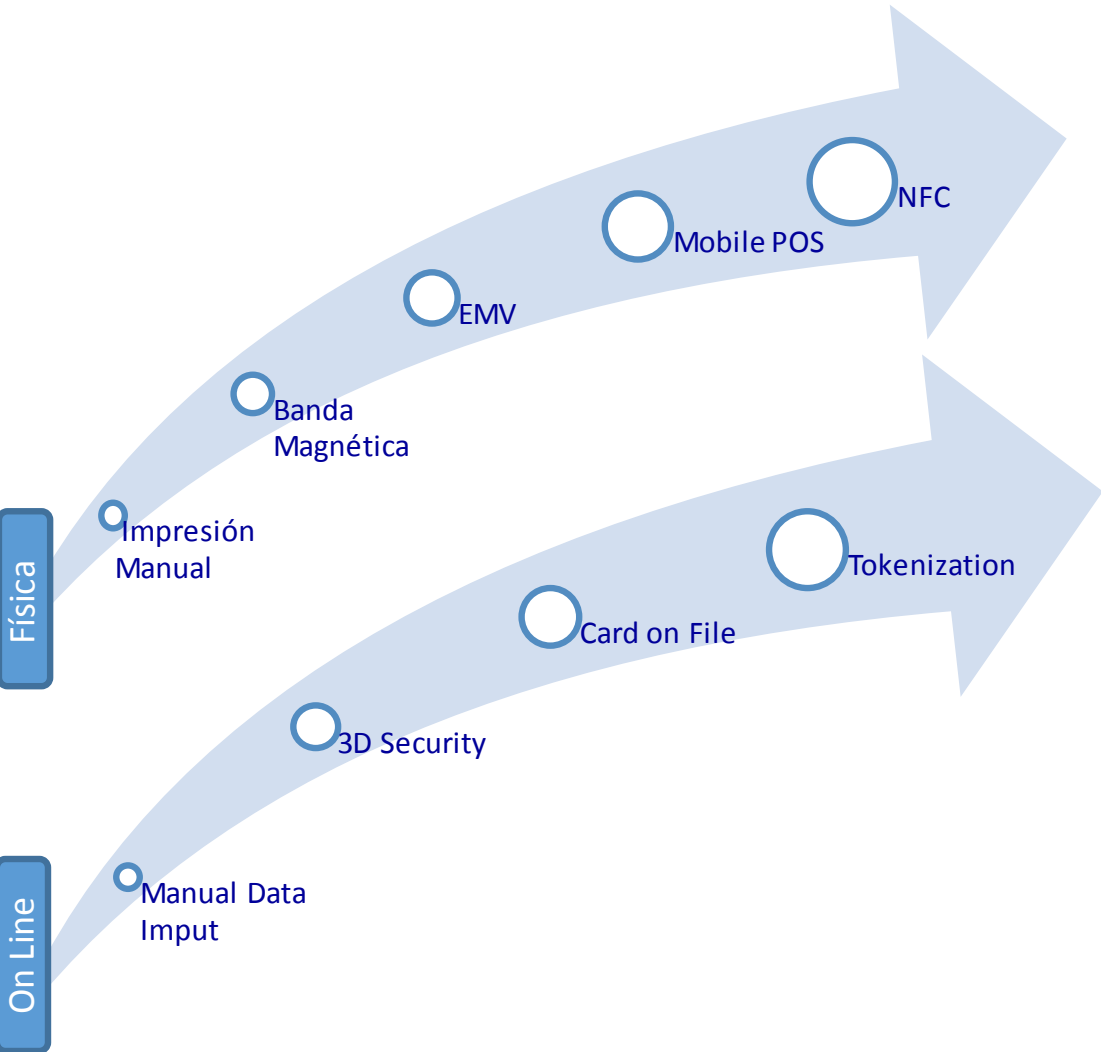 NFC
Mobile POS
EMV
Banda
Magnética
Impresión
Manual
Física
Tokenization
Card on File
3D Security
Manual Data
Imput
On Line